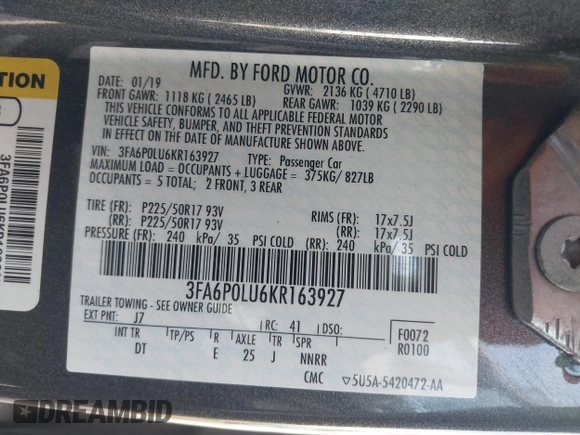 MFD. BY FORD MOTOR CO.
DATE: 01/19
GVWR: 2136 KG ( 4710 LB)
FRONT GAWR: 1118 KG ( 2465 LB)
REAR GAWR: 1039 KG ( 2290 LB)
THIS VEHICLE CONFORMS TO ALL APPLICABLE FEDERAL MOTOR
VEHICLE SAFETY, BUMPER, AND THEFT PREVENTION STANDARDS
IN EFFECT ON THE DATE OF MANUFACTURE SHOWN ABOVE.
VIN: 3FA6P0LU6KR163927 TYPE: Passenger Car
MAXIMUM LOAD = OCCUPANTS + LUGGAGE = 375KG/ 827LB
OCCUPANTS = 5 TOTAL; 2 FRONT, 3 REAR
TIRE (FR): P225/50R17 93V RIMS (FR): 17x7.5J
(RR): P225/50R17 93V (RR): 17x7.5J
PRESSURE (FR): 240 kPa/ 35 PSI COLD (RR): 240 kPa/ 35 PSI COLD
3FA6P0LU6KR163927
TRAILER TOWING - SEE OWNER GUIDE
EXT PNT: J7 RC: 41 DSO: F0072
INT TR TP/PS R AXLE TR SPR R0100
DT E 25 J NNRR
CMC ▽5U5A-5420472-AA
DREAMBID